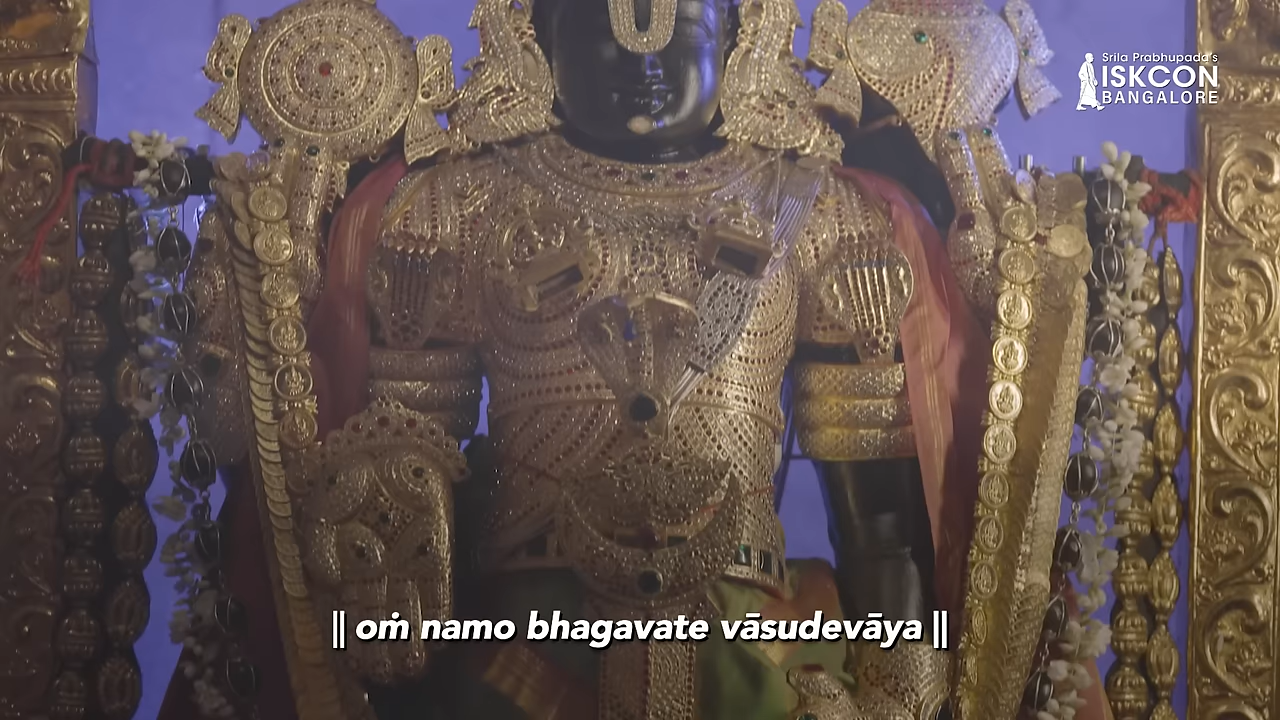 Srila Prabhupada's
ISKCON
BANGALORE
|| oṁ namo bhagavate vāsudevāya ||